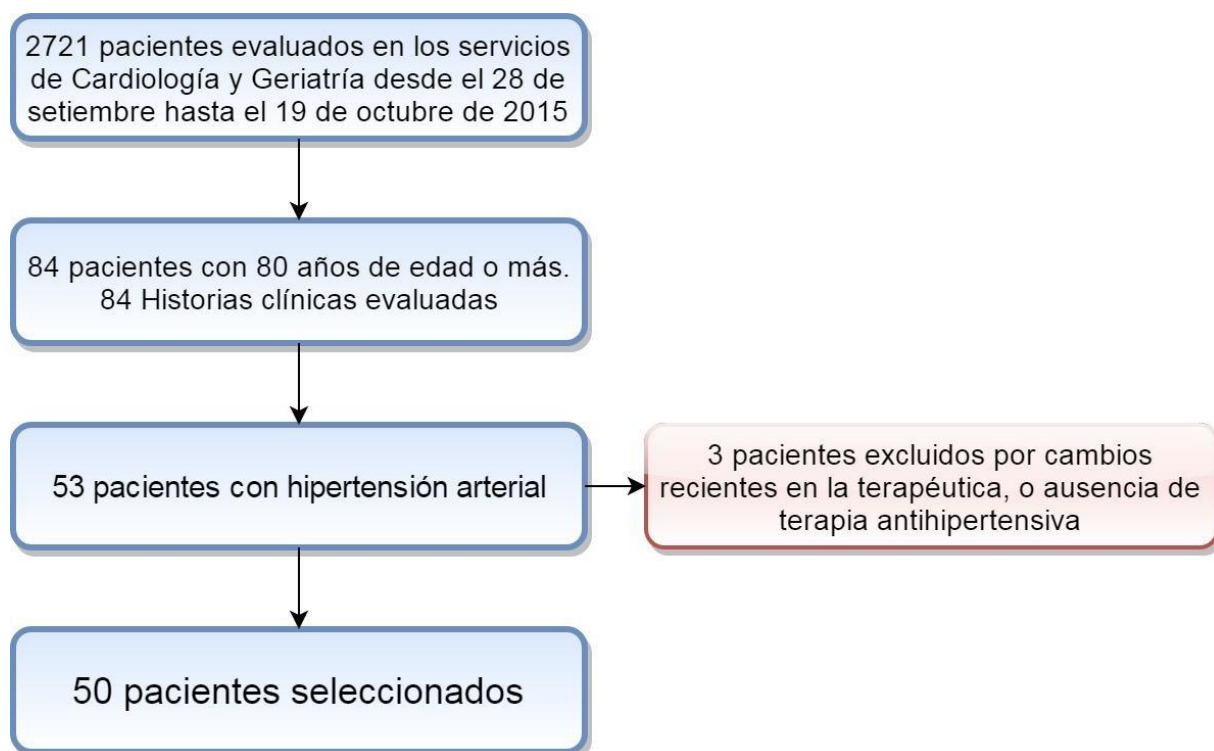 2721 pacientes evaluados en los servicios
de Cardiología y Geriatría desde el 28 de
setiembre hasta el 19 de octubre de 2015
84 pacientes con 80 años de edad o más.
84 Historias clínicas evaluadas
53 pacientes con hipertensión arterial
3 pacientes excluidos por cambios
recientes en la terapéutica, o ausencia de
terapia antihipertensiva
50 pacientes seleccionados